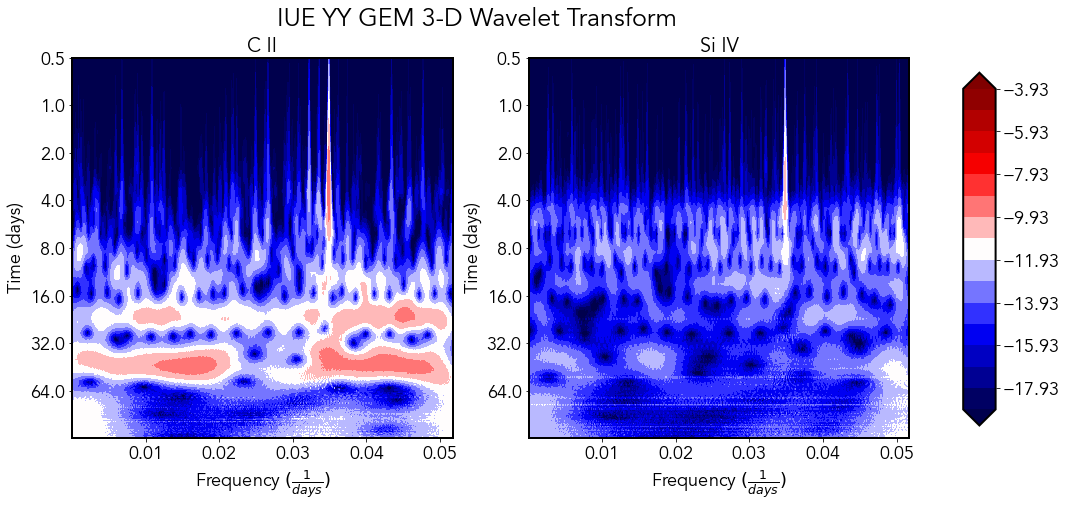 IUE YY GEM 3-D Wavelet Transform
C II
Si IV
0.5
1.0
2.0
4.0
8.0
16.0
32.0
64.0
Time (days)
0.01 0.02 0.03 0.04 0.05
Frequency (1/days)
0.5
1.0
2.0
4.0
8.0
16.0
32.0
64.0
Time (days)
0.01 0.02 0.03 0.04 0.05
Frequency (1/days)
−3.93
−5.93
−7.93
−9.93
−11.93
−13.93
−15.93
−17.93